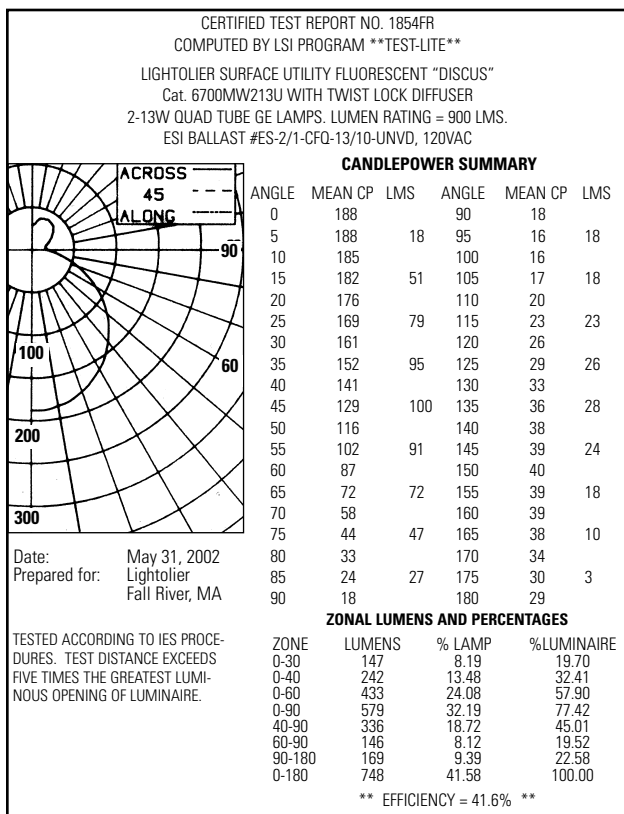 CERTIFIED TEST REPORT NO. 1854FR
COMPUTED BY LSI PROGRAM **TEST-LITE**
LIGHTOLIER SURFACE UTILITY FLUORESCENT “DISCUS”
Cat. 6700MW213U WITH TWIST LOCK DIFFUSER
2-13W QUAD TUBE GE LAMPS. LUMEN RATING = 900 LMS.
ESI BALLAST #ES-2/1-CFQ-13/10-UNVD, 120VAC
ACROSS
45
ALONG
90
60
100
200
300
Date: May 31, 2002
Prepared for: Lightolier
Fall River, MA
TESTED ACCORDING TO IES PROCE-
DURES. TEST DISTANCE EXCEEDS
FIVE TIMES THE GREATEST LUMI-
NOUS OPENING OF LUMINAIRE.
CANDLEPOWER SUMMARY
ANGLE MEAN CP LMS ANGLE MEAN CP LMS
0 188 90 18
5 188 18 95 16 18
10 185 100 16
15 182 51 105 17 18
20 176 110 20
25 169 79 115 23 23
30 161 120 26
35 152 95 125 29 26
40 141 130 33
45 129 100 135 36 28
50 116 140 38
55 102 91 145 39 24
60 87 150 40
65 72 72 155 39 18
70 58 160 39
75 44 47 165 38 10
80 33 170 34
85 24 27 175 30 3
90 18 180 29
ZONAL LUMENS AND PERCENTAGES
ZONE LUMENS % LAMP %LUMINAIRE
0-30 147 8.19 19.70
0-40 242 13.48 32.41
0-60 433 24.08 57.90
0-90 579 32.19 77.42
40-90 336 18.72 45.01
60-90 146 8.12 19.52
90-180 169 9.39 22.58
0-180 748 41.58 100.00
** EFFICIENCY = 41.6% **